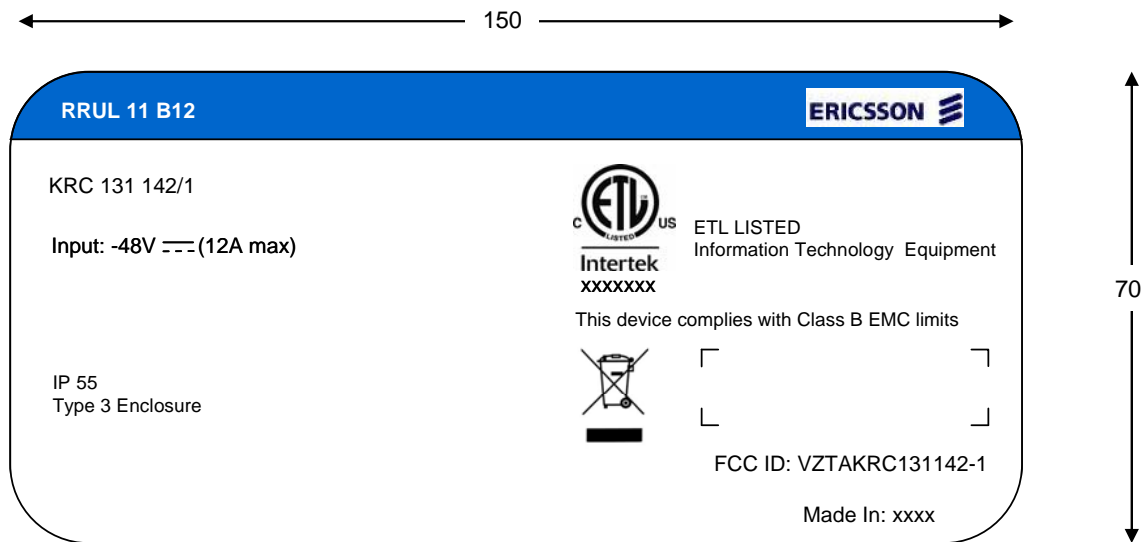 150
RRUL 11 B12
ERICSSON
KRC 131 142/1
Input: -48V (12A max)
ETL
C US
LISTED
Intertek
xxxxxxx
ETL LISTED
Information Technology Equipment
This device complies with Class B EMC limits
70
IP 55
Type 3 Enclosure
FCC ID: VZTAKRC131142-1
Made In: xxxx